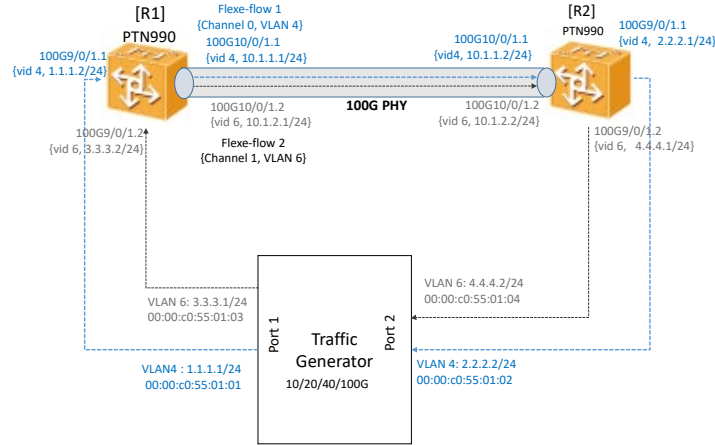 [R1]
PTN990
Flexe-flow 1
{Channel 0, VLAN 4}
[R2]
PTN990
100G9/0/1.1
{vid 4, 1.1.1.2/24}
100G10/0/1.1
{vid 4, 10.1.1.1/24}
100G10/0/1.1
{vid4, 10.1.1.2/24}
100G9/0/1.1
{vid 4, 2.2.2.1/24}
100G PHY
100G10/0/1.2
{vid 6, 10.1.2.1/24}
100G10/0/1.2
{vid 6, 10.1.2.2/24}
100G9/0/1.2
{vid 6, 3.3.3.2/24}
Flexe-flow 2
{Channel 1, VLAN 6}
100G9/0/1.2
{vid 6, 4.4.4.1/24}
VLAN 6: 3.3.3.1/24
00:00:c0:55:01:03
VLAN 6: 4.4.4.2/24
00:00:c0:55:01:04
Port 1
Port 2
Traffic
Generator
10/20/40/100G
VLAN4 : 1.1.1.1/24
00:00:c0:55:01:01
VLAN 4: 2.2.2.2/24
00:00:c0:55:01:02